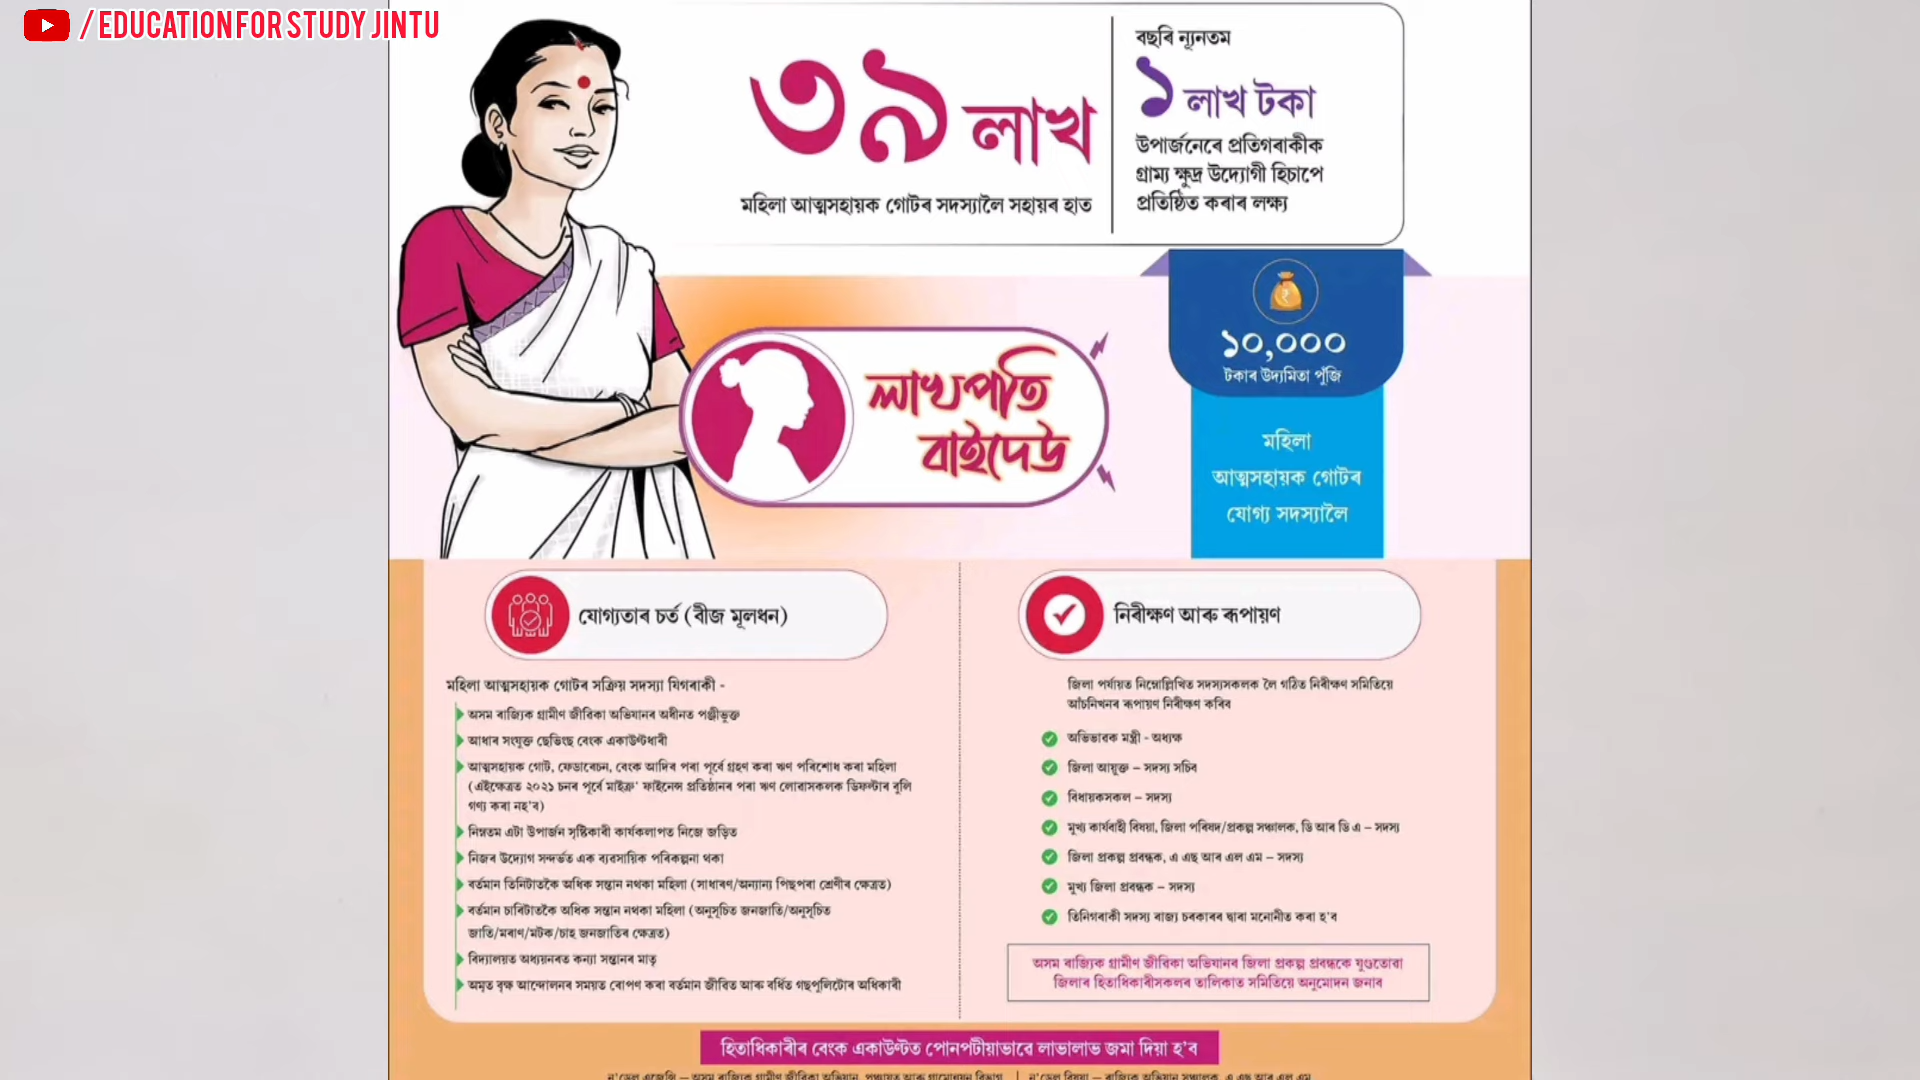 /EDUCATIONFORSTUDYJINTU
৩৯ লাখ
মহিলা আত্মসহায়ক গোটৰ সদস্যালৈ সহায়ৰ হাত
বছৰি ন্যূনতম
১ লাখ টকা
উপাৰ্জনেৰে প্ৰতিগৰাকীক
গ্ৰাম্য ক্ষুদ্ৰ উদ্যোগী হিচাপে
প্ৰতিষ্ঠিত কৰাৰ লক্ষ্য
লাখপতি
বাইদেউ
১০,০০০
টকাৰ উদ্যমিতা পুঁজি
মহিলা
আত্মসহায়ক গোটৰ
যোগ্য সদস্যালৈ
যোগ্যতাৰ চৰ্ত (বীজ মূলধন)
মহিলা আত্মসহায়ক গোটৰ সক্ৰিয় সদস্যা যিগৰাকী -
অসম ৰাজ্যিক গ্ৰামীণ জীৱিকা অভিযানৰ অধীনত পঞ্জীভুক্ত
আধাৰ সংযুক্ত ছেভিংছ বেংক একাউণ্টধাৰী
আত্মসহায়ক গোট, ফেডাৰেচন, বেংক আদিৰ পৰা পূৰ্বে গ্ৰহণ কৰা ঋণ পৰিশোধ কৰা মহিলা
(এইক্ষেত্ৰত ২০২১ চনৰ পূৰ্বে মাইক্ৰ' ফাইনেন্স প্ৰতিষ্ঠানৰ পৰা ঋণ লোৱাসকলক ডিফল্টাৰ বুলি
গণ্য কৰা নহ'ব)
নিম্নতম এটা উপাৰ্জন সৃষ্টিকাৰী কাৰ্যকলাপত নিজে জড়িত
নিজৰ উদ্যোগ সন্দৰ্ভত এক ব্যৱসায়িক পৰিকল্পনা থকা
বৰ্তমান তিনিটাতকৈ অধিক সন্তান নথকা মহিলা (সাধাৰণ/অন্যান্য পিছপৰা শ্ৰেণীৰ ক্ষেত্ৰত)
বৰ্তমান চাৰিটাতকৈ অধিক সন্তান নথকা মহিলা (অনুসূচিত জনজাতি/অনুসূচিত
জাতি/মৰাণ/মটক/চাহ জনজাতিৰ ক্ষেত্ৰত)
বিদ্যালয়ত অধ্যয়নৰত কন্যা সন্তানৰ মাতৃ
অমৃত বৃক্ষ আন্দোলনৰ সময়ত ৰোপণ কৰা বৰ্তমান জীৱিত আৰু বৰ্ধিত গছপুলিটোৰ অধিকাৰী
নিৰীক্ষণ আৰু ৰূপায়ণ
জিলা পৰ্যায়ত নিম্নোল্লিখিত সদস্যসকলক লৈ গঠিত নিৰীক্ষণ সমিতিয়ে
আঁচনিখনৰ ৰূপায়ণ নিৰীক্ষণ কৰিব
অভিভাৱক মন্ত্ৰী - অধ্যক্ষ
জিলা আয়ুক্ত – সদস্য সচিব
বিধায়কসকল – সদস্য
মুখ্য কাৰ্যবাহী বিষয়া, জিলা পৰিষদ/প্ৰকল্প সঞ্চালক, ডি আৰ ডি এ – সদস্য
জিলা প্ৰকল্প প্ৰবন্ধক, এ এছ আৰ এল এম – সদস্য
মুখ্য জিলা প্ৰবন্ধক – সদস্য
তিনিগৰাকী সদস্য ৰাজ্য চৰকাৰৰ দ্বাৰা মনোনীত কৰা হ'ব
অসম ৰাজ্যিক গ্ৰামীণ জীৱিকা অভিযানৰ জিলা প্ৰকল্প প্ৰবন্ধকে যুগুতোৱা
জিলাৰ হিতাধিকাৰীসকলৰ তালিকাত সমিতিয়ে অনুমোদন জনাব
হিতাধিকাৰীৰ বেংক একাউণ্টত পোনপটীয়াভাৱে লাভালাভ জমা দিয়া হ'ব